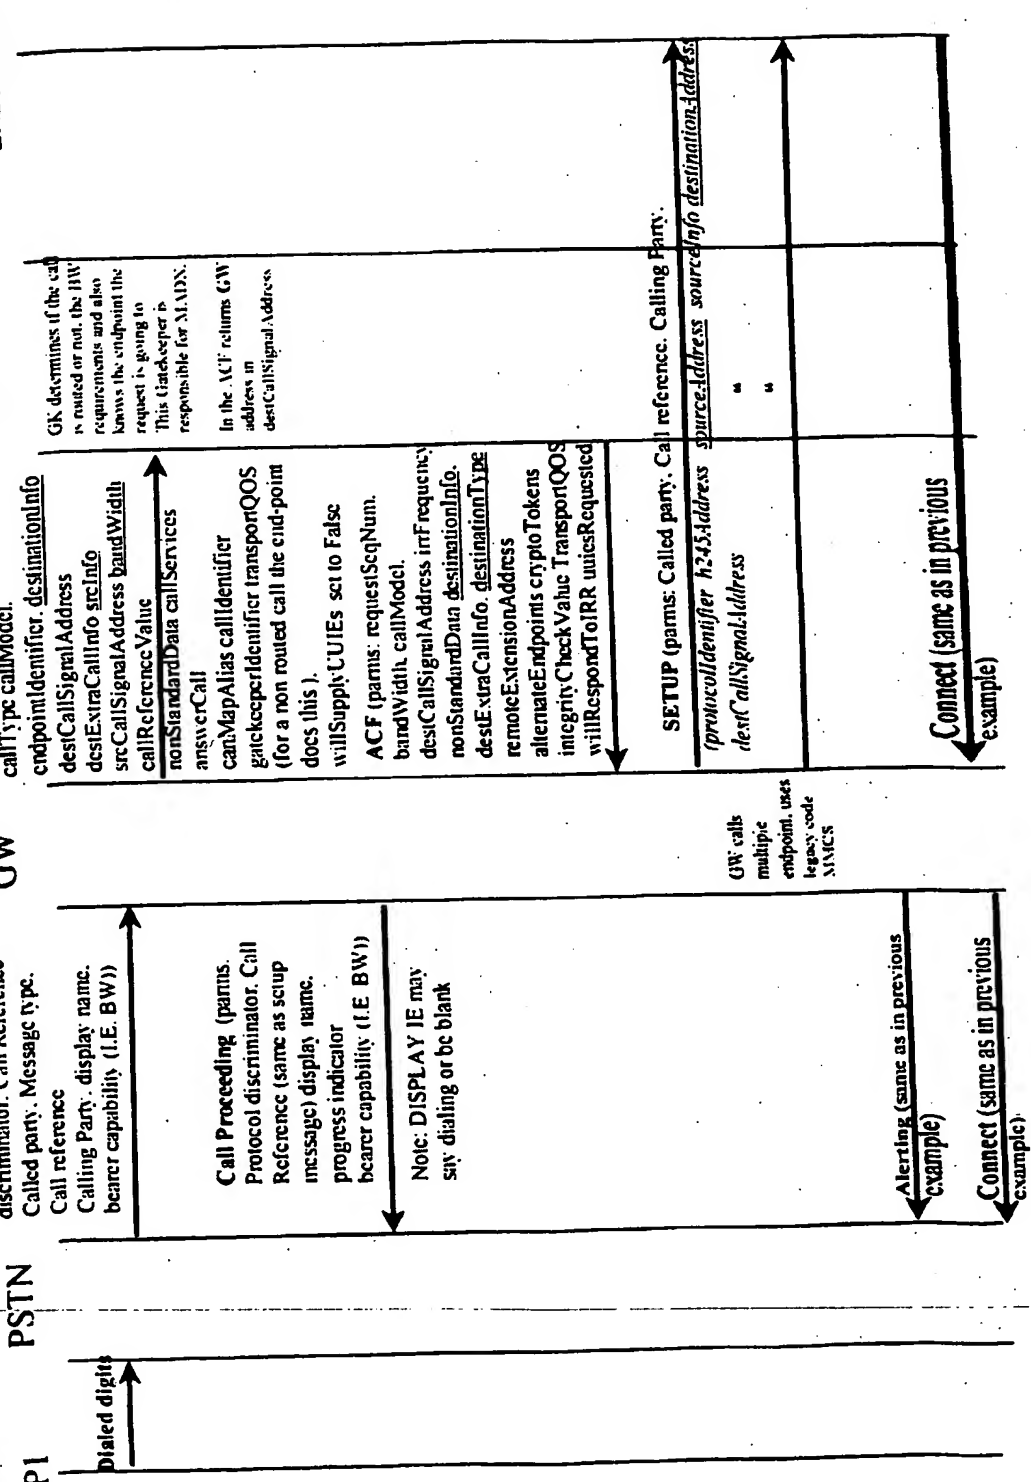 P1
PSTN
GW
Dialed digits
discriminator. Call Reference
Called party. Message type.
Call reference
Calling Party. display name.
bearer capability (I.E. BW))
Call Proceeding (parms.
Protocol discriminator. Call
Reference (same as setup
message) display name.
progress indicator
bearer capability (I.E BW))
Note: DISPLAY IE may
say dialing or be blank
Alerting (same as in previous
example)
Connect (same as in previous
example)
callType callModel.
endpointIdentifier. destinationInfo
destCallSignalAddress
destExtraCallInfo srcInfo
srcCallSignalAddress bandWidth
callReferenceValue
nonStandardData callServices
answerCall
canMapAlias callIdentifier
gatekeeperIdentifier transportQOS
(for a non routed call the end-point
does this ).
willSupplyUUIEs set to False
ACF (parms: requestSeqNum.
bandWidth. callModel.
destCallSignalAddress irrFrequency
nonStandardData destinationInfo.
destExtraCallInfo. destinationType
remoteExtensionAddress
alternateEndpoints cryptoTokens
integrityCheckValue TransportQOS
willRespondToIRR uuiesRequested
GK determines if the call
is routed or not. the BW
requirements and also
knows the endpoint the
request is going to
This Gatekeeper is
responsible for MADN.
In the ACF returns GW
address in
destCallSignalAddress
SETUP (parms: Called party. Call reference. Calling Party.
(protocolIdentifier h245Address sourceAddress sourceInfo destinationAddress
destCallSignalAddress
"
"
GW calls
multiple
endpoint. uses
legacy code
MMCS
Connect (same as in previous
example)